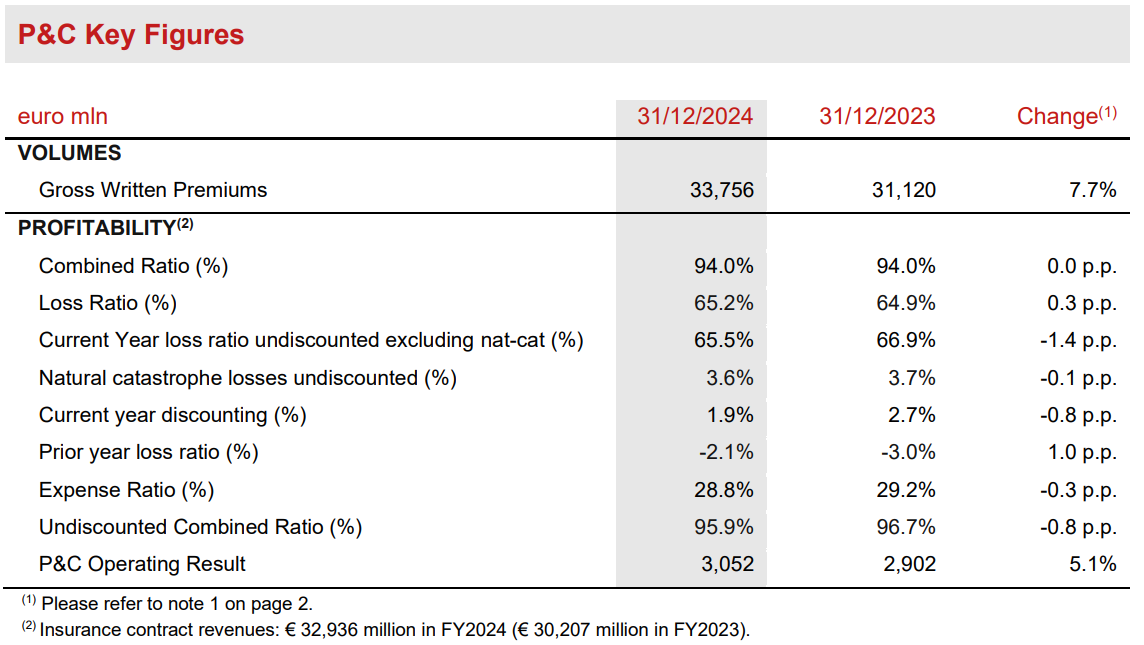 P&C Key Figures
euro mln 31/12/2024 31/12/2023 Change(1)
VOLUMES
Gross Written Premiums 33,756 31,120 7.7%
PROFITABILITY(2)
Combined Ratio (%) 94.0% 94.0% 0.0 p.p.
Loss Ratio (%) 65.2% 64.9% 0.3 p.p.
Current Year loss ratio undiscounted excluding nat-cat (%) 65.5% 66.9% -1.4 p.p.
Natural catastrophe losses undiscounted (%) 3.6% 3.7% -0.1 p.p.
Current year discounting (%) 1.9% 2.7% -0.8 p.p.
Prior year loss ratio (%) -2.1% -3.0% 1.0 p.p.
Expense Ratio (%) 28.8% 29.2% -0.3 p.p.
Undiscounted Combined Ratio (%) 95.9% 96.7% -0.8 p.p.
P&C Operating Result 3,052 2,902 5.1%
(1) Please refer to note 1 on page 2.
(2) Insurance contract revenues: € 32,936 million in FY2024 (€ 30,207 million in FY2023).